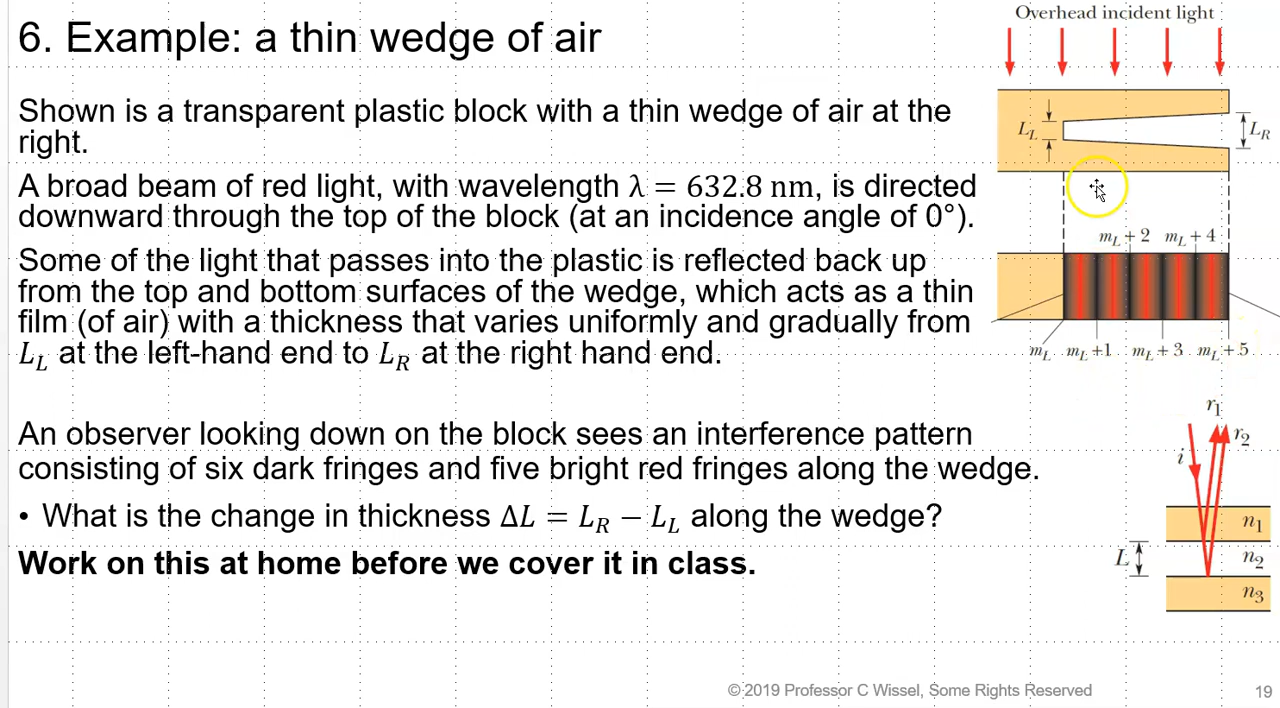 6. Example: a thin wedge of air
Shown is a transparent plastic block with a thin wedge of air at the
right.
A broad beam of red light, with wavelength λ = 632.8 nm, is directed
downward through the top of the block (at an incidence angle of 0°).
Some of the light that passes into the plastic is reflected back up
from the top and bottom surfaces of the wedge, which acts as a thin
film (of air) with a thickness that varies uniformly and gradually from
L_L at the left-hand end to L_R at the right hand end.
An observer looking down on the block sees an interference pattern
consisting of six dark fringes and five bright red fringes along the wedge.
• What is the change in thickness ΔL = L_R − L_L along the wedge?
Work on this at home before we cover it in class.
Overhead incident light
L_L
L_R
m_L + 2 m_L + 4
m_L m_L +1 m_L + 3 m_L + 5
r_1
r_2
i
n_1
L
n_2
n_3
© 2019 Professor C Wissel, Some Rights Reserved
19